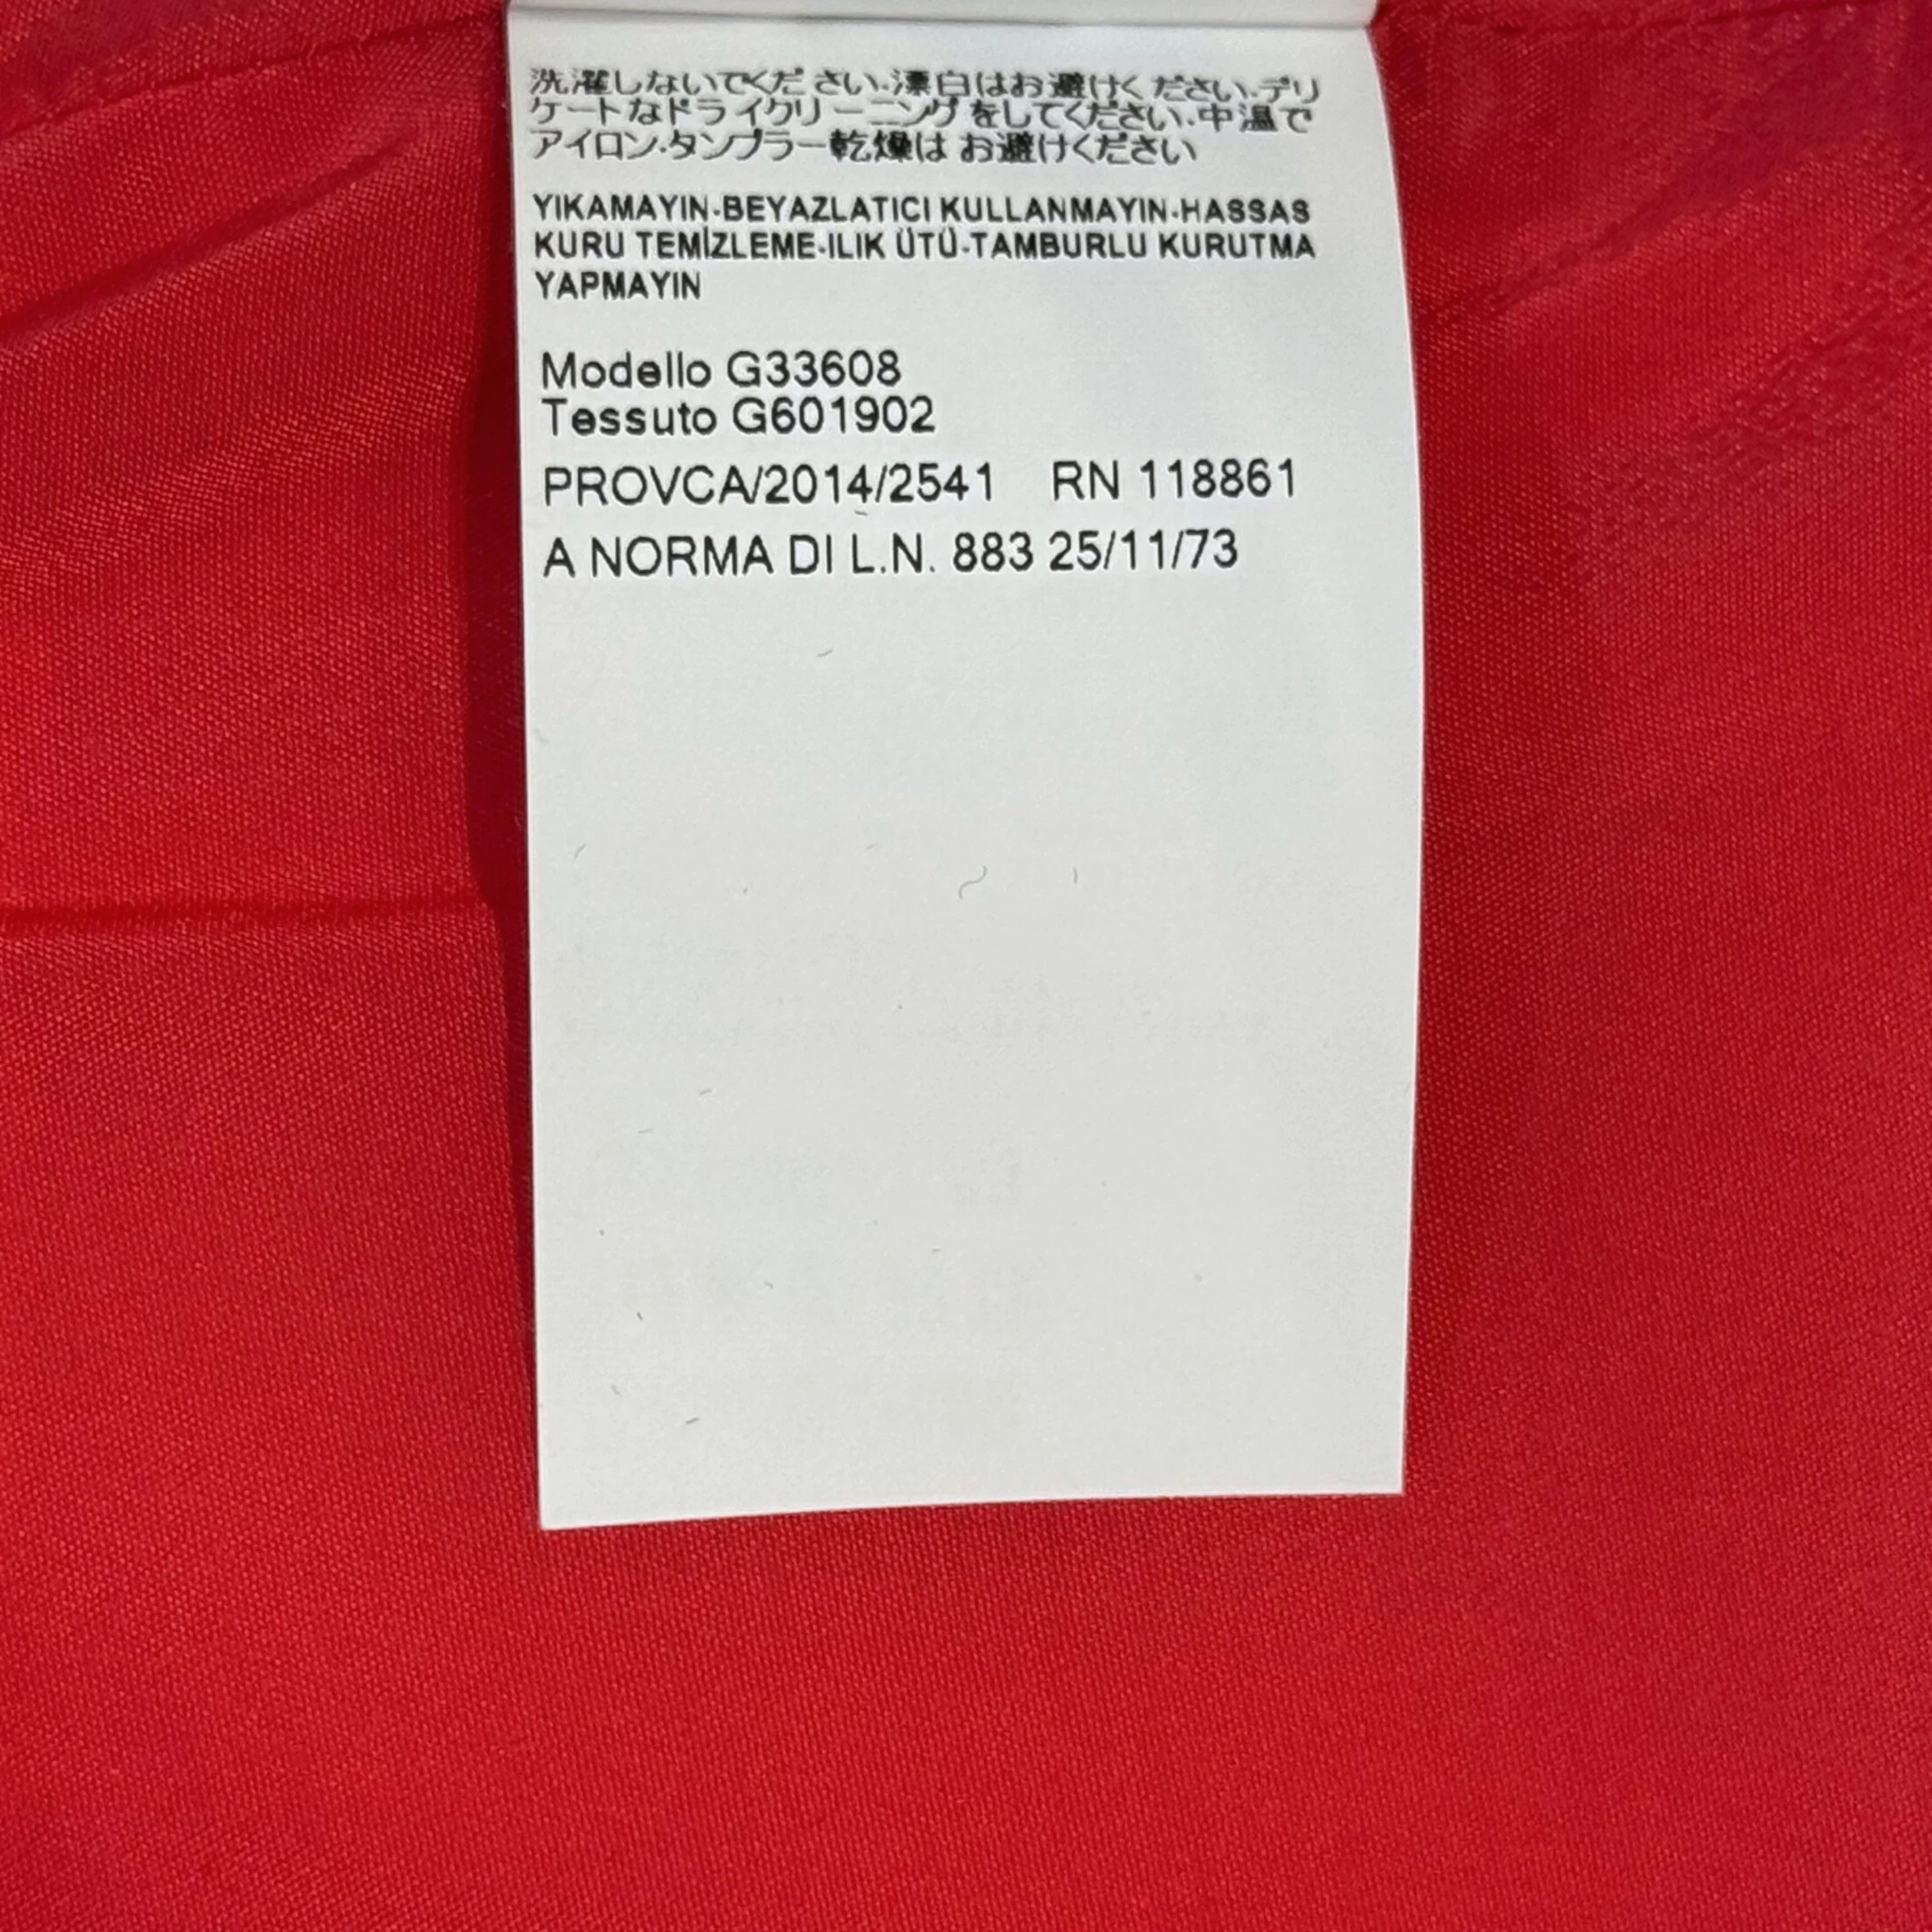 洗濯しないでください.漂白はお避けください.デリ
ケートなドライクリーニングをしてください.中温で
アイロン.タンブラー乾燥はお避けください
YIKAMAYIN-BEYAZLATICI KULLANMAYIN-HASSAS
KURU TEMİZLEME-ILIK ÜTÜ-TAMBURLU KURUTMA
YAPMAYIN
Modello G33608
Tessuto G601902
PROVCA/2014/2541 RN 118861
A NORMA DI L.N. 883 25/11/73